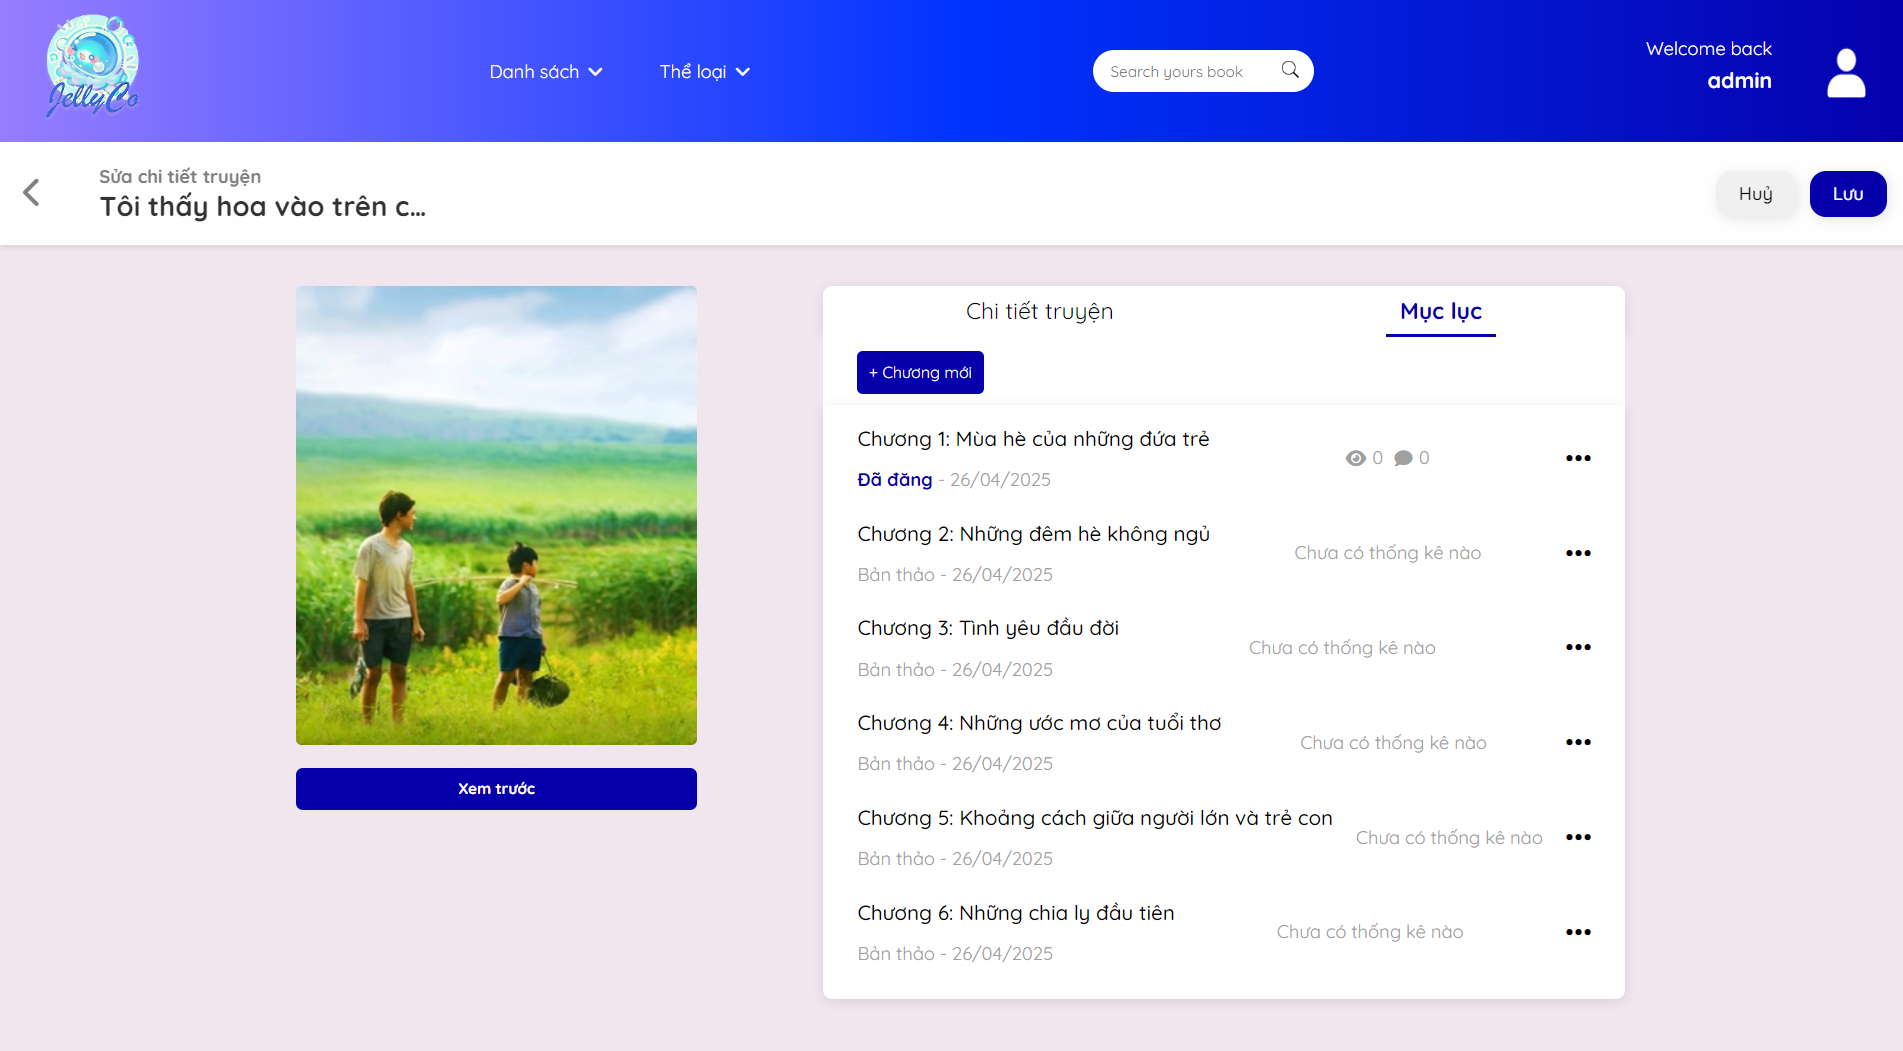 JellyCo
Danh sách
Thể loại
Search yours book
Welcome back
admin
Sửa chi tiết truyện
Tôi thấy hoa vào trên c...
Huỷ
Lưu
Xem trước
Chi tiết truyện
Mục lục
+ Chương mới
Chương 1: Mùa hè của những đứa trẻ
Đã đăng - 26/04/2025
0
0
Chương 2: Những đêm hè không ngủ
Bản thảo - 26/04/2025
Chưa có thống kê nào
Chương 3: Tình yêu đầu đời
Bản thảo - 26/04/2025
Chưa có thống kê nào
Chương 4: Những ước mơ của tuổi thơ
Bản thảo - 26/04/2025
Chưa có thống kê nào
Chương 5: Khoảng cách giữa người lớn và trẻ con
Bản thảo - 26/04/2025
Chưa có thống kê nào
Chương 6: Những chia ly đầu tiên
Bản thảo - 26/04/2025
Chưa có thống kê nào